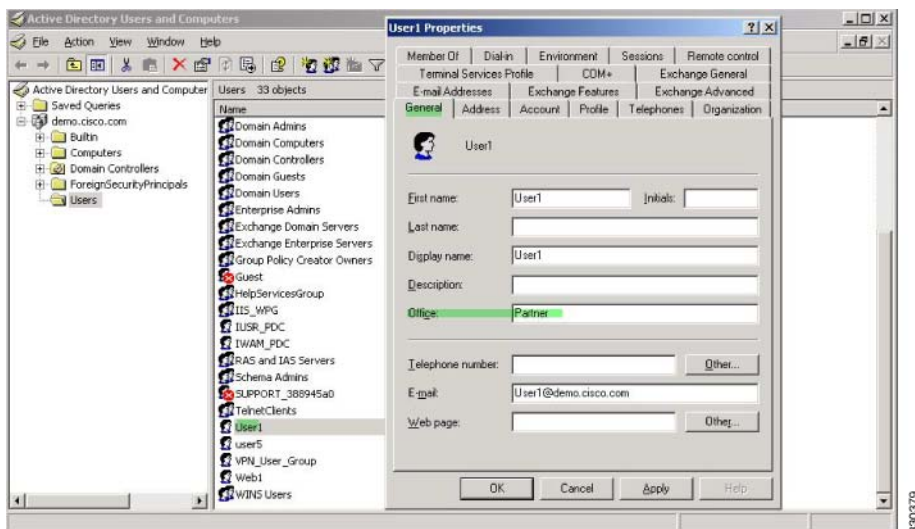 Active Directory Users and Computers
File Action View Window Help
Active Directory Users and Computer
Saved Queries
demo.cisco.com
Builtin
Computers
Domain Controllers
ForeignSecurityPrincipals
Users
Users 33 objects
Name
Domain Admins
Domain Computers
Domain Controllers
Domain Guests
Domain Users
Enterprise Admins
Exchange Domain Servers
Exchange Enterprise Servers
Group Policy Creator Owners
Guest
HelpServicesGroup
IIS_WPG
IUSR_PDC
IWAM_PDC
RAS and IAS Servers
Schema Admins
SUPPORT_388945a0
TelnetClients
User1
user5
VPN_User_Group
Web1
WINS Users
User1 Properties
Member Of Dial-in Environment Sessions Remote control
Terminal Services Profile COM+ Exchange General
E-mail Addresses Exchange Features Exchange Advanced
General Address Account Profile Telephones Organization
User1
First name: User1 Initials:
Last name:
Display name: User1
Description:
Office: Partner
Telephone number: Other...
E-mail: User1@demo.cisco.com
Web page: Other...
OK Cancel Apply Help